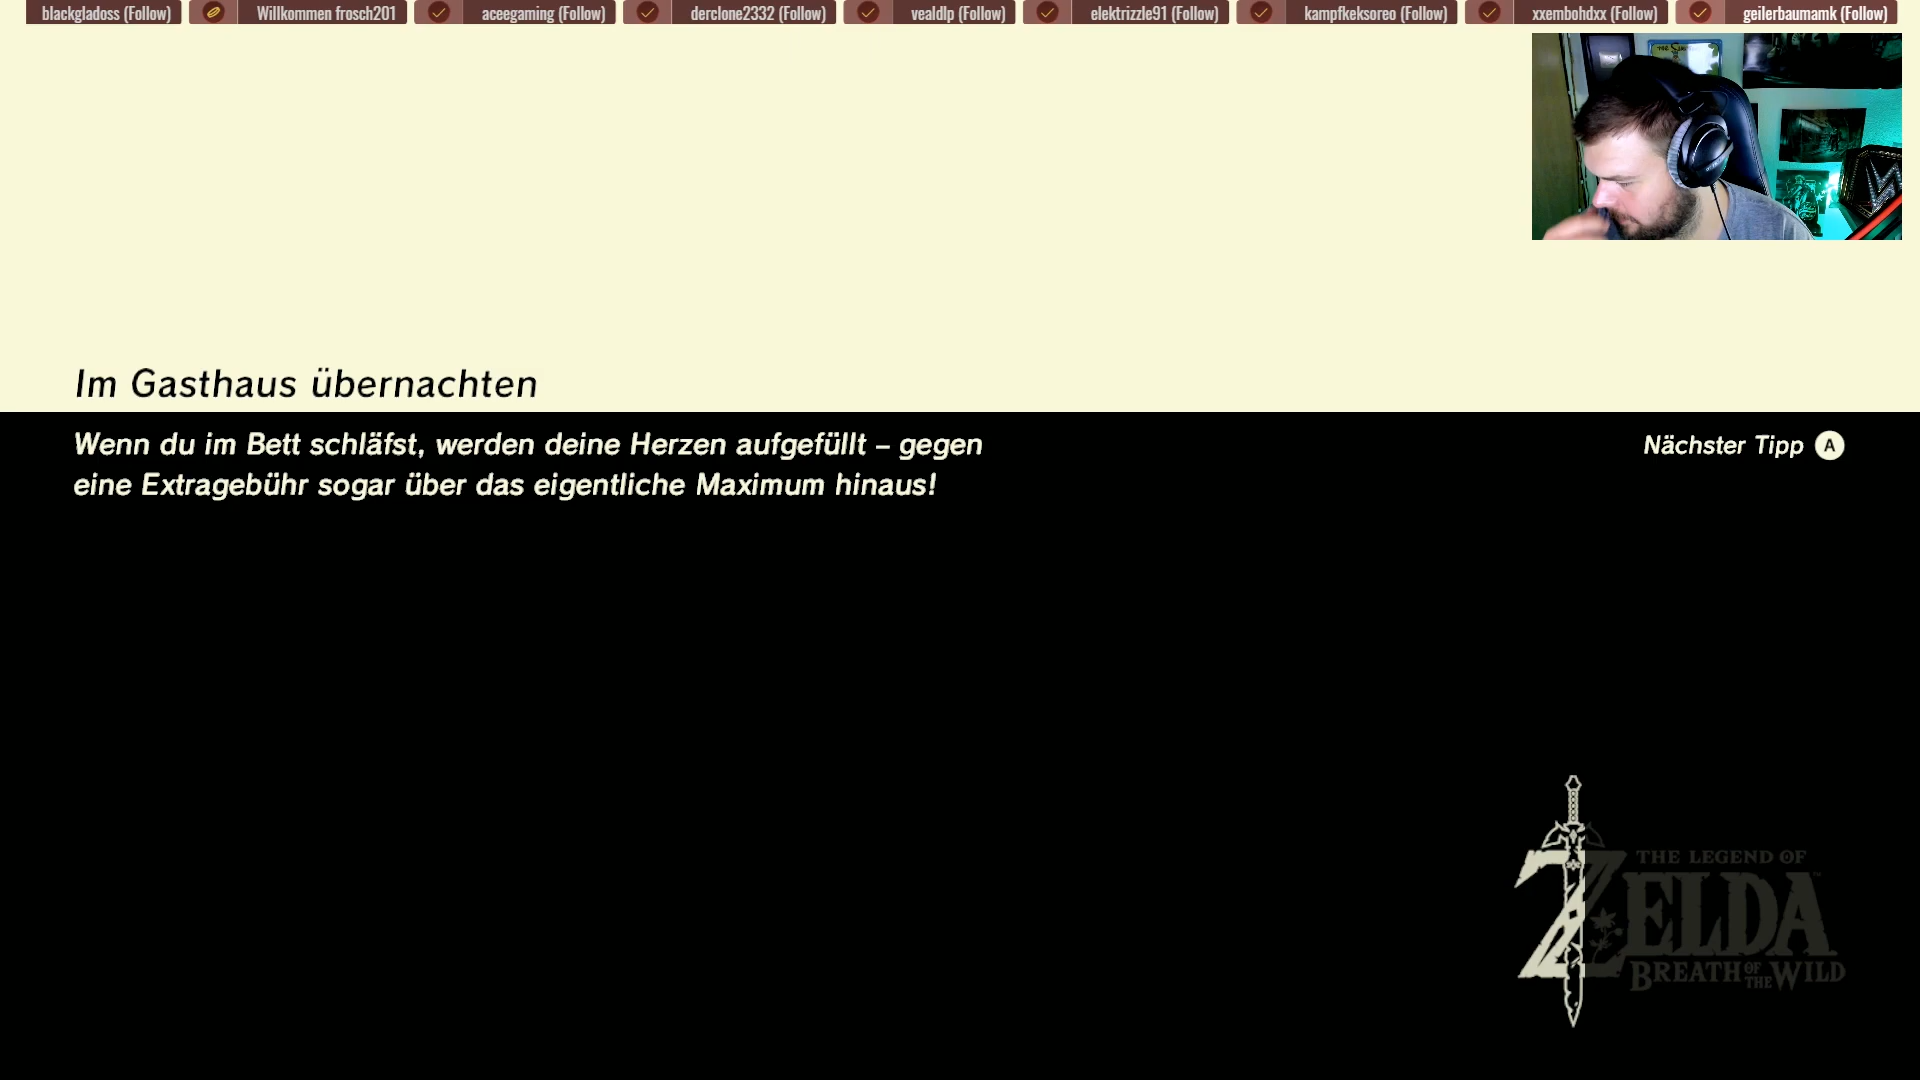 blackgladoss (Follow) Willkommen frosch201 aceegaming (Follow) derclone2332 (Follow) vealdlp (Follow) elektrizzle91 (Follow) kampfkeksoreo (Follow) xxembohdxx (Follow) geilerbaumamk (Follow)
Im Gasthaus übernachten
Wenn du im Bett schläfst, werden deine Herzen aufgefüllt – gegen
eine Extragebühr sogar über das eigentliche Maximum hinaus!
Nächster Tipp A
THE LEGEND OF
ZELDA
BREATH OF THE WILD